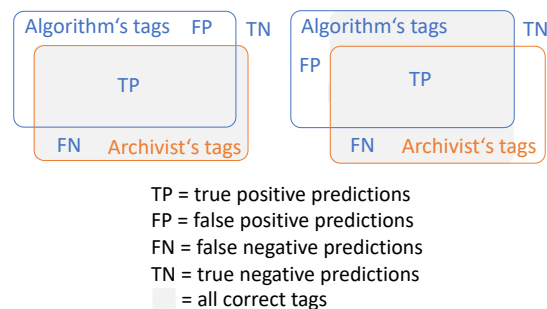 Algorithm‘s tags FP TN
TP
FN Archivist‘s tags
Algorithm‘s tags TN
FP
TP
FN Archivist‘s tags
TP = true positive predictions
FP = false positive predictions
FN = false negative predictions
TN = true negative predictions
= all correct tags